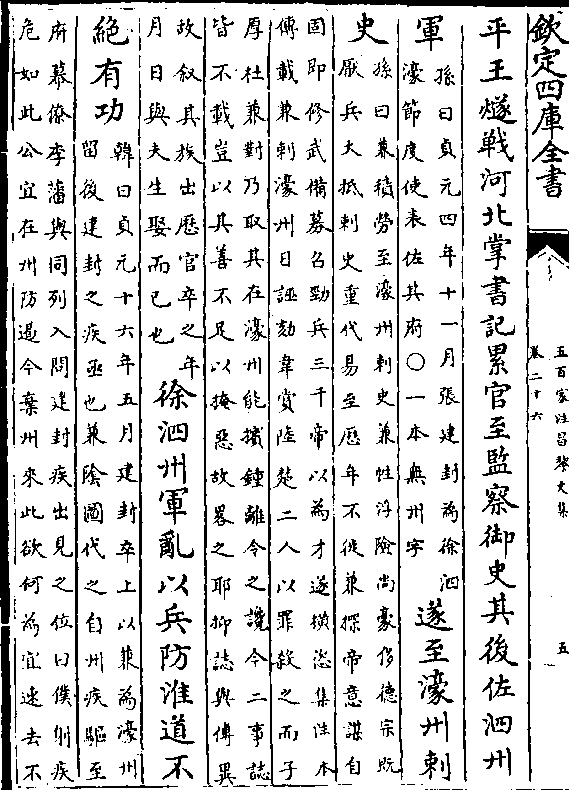 欽定四庫全書
五百家注昌黎文集
卷二十六
五
平王燧戰河北掌書記累官至監察御史其後佐泗州
軍
孫曰貞元四年十一月張建封為徐泗
濠節度使表佐其府〇一本無州字
遂至濠州刺
史
孫曰兼積勞至濠州刺史兼性浮險尚豪侈德宗既
厭兵大抵刺史重代易至歷年不徙兼探帝意謀自
固即修武備募召勁兵三千帝以為才遂横恣集注本
傳載兼刺濠州日誣劾韋賞陸楚二人以罪殺之而子
厚杜兼對乃取其在濠州能擯鍾離令之讒今二事誌
皆不載豈以其善不足以掩惡故畧之耶抑誌與傳異
故叙其族出歷官卒之年
月日與夫生娶而已也
徐泗州軍亂以兵防淮道不
絶有功
韓曰貞元十六年五月建封卒上以兼為濠州
留後建封之疾亟也兼陰圖代之自州疾驅至
府幕僚李藩與同列入問建封疾出見之泣曰僕射疾
危如此公宜在州防遏今棄州來此欲何為宜速去不